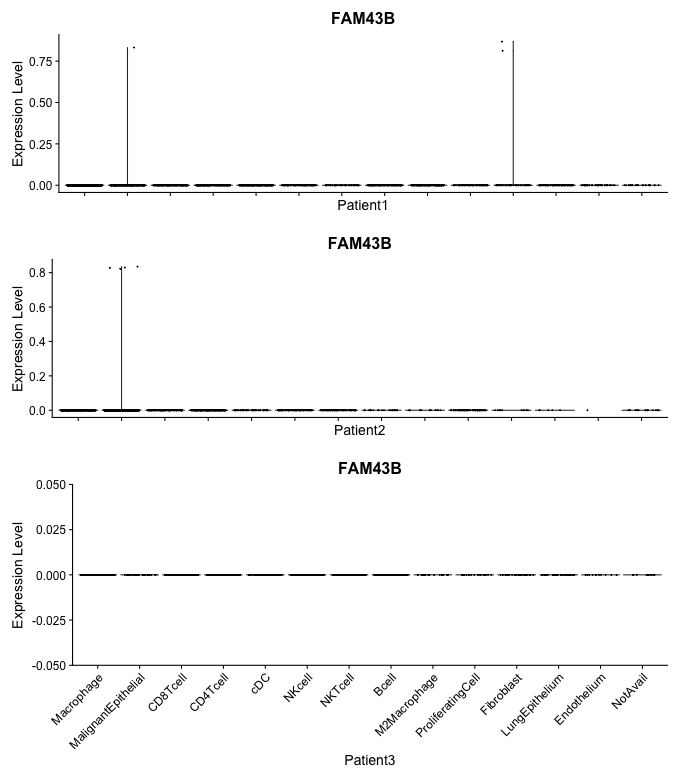 FAM43B
Expression Level
0.75
0.50
0.25
0.00
Patient1
FAM43B
Expression Level
0.8
0.6
0.4
0.2
0.0
Patient2
FAM43B
Expression Level
0.050
0.025
0.000
-0.025
-0.050
Macrophage
MalignantEpithelial
CD8Tcell
CD4Tcell
cDC
NKcell
NKTcell
Bcell
M2Macrophage
ProliferatingCell
Fibroblast
LungEpithelium
Endothelium
NotAvail
Patient3